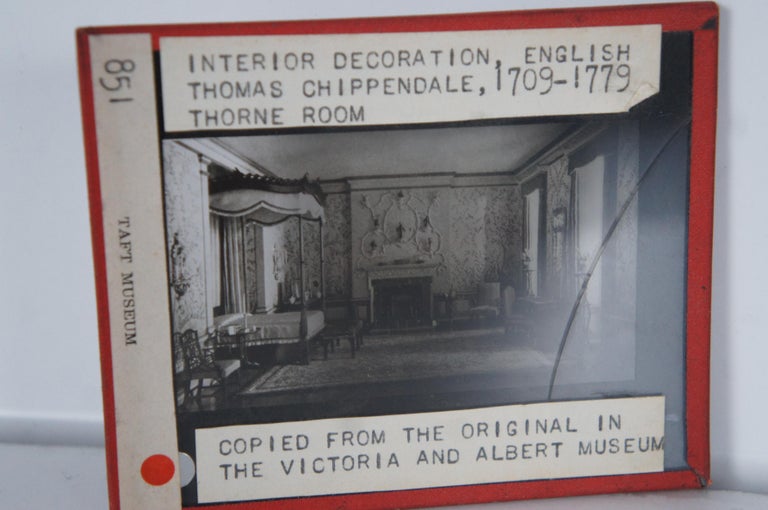 INTERIOR DECORATION, ENGLISH
THOMAS CHIPPENDALE, 1709-1779
THORNE ROOM
851
TAFT MUSEUM
COPIED FROM THE ORIGINAL IN
THE VICTORIA AND ALBERT MUSEUM